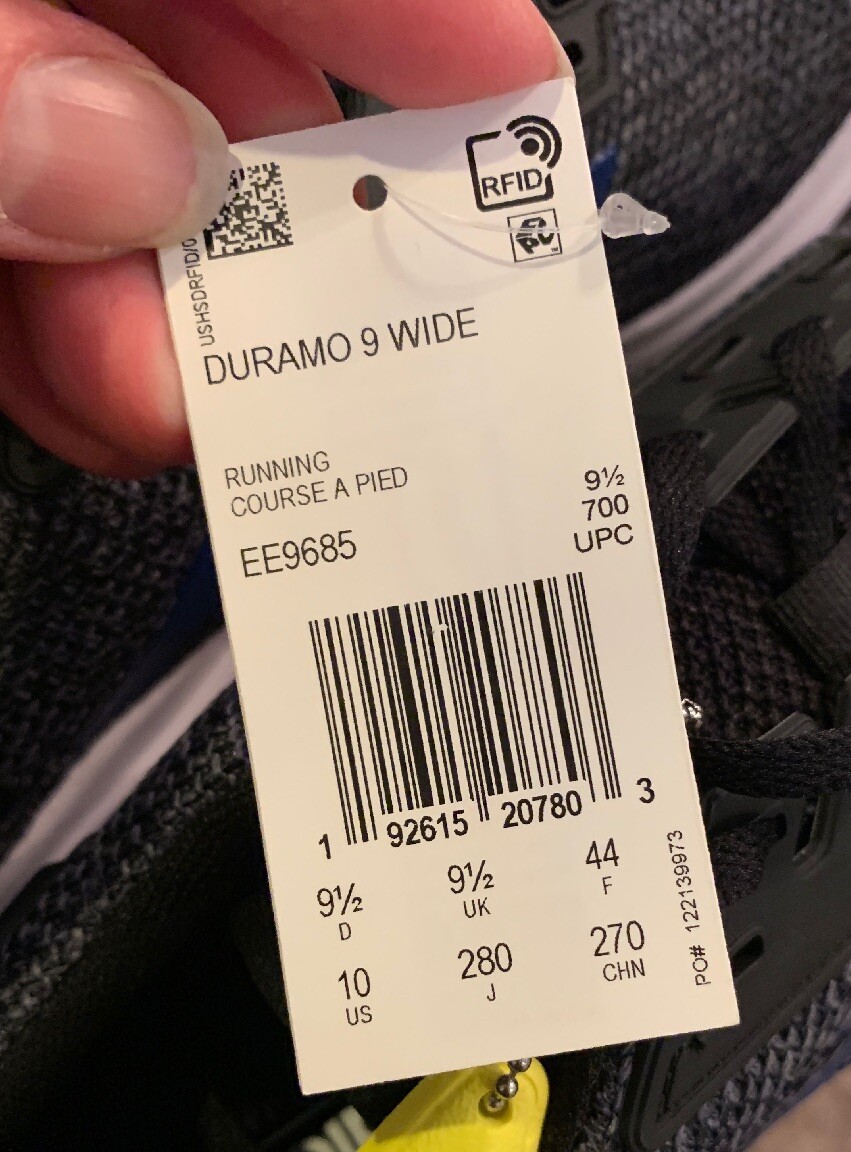 RFID
USHSDRFID/
DURAMO 9 WIDE
RUNNING
COURSE A PIED
EE9685
9½
700
UPC
1 92615 20780 3
9½ 9½ 44
D UK F
10 280 270
US J CHN
PO# 122139973